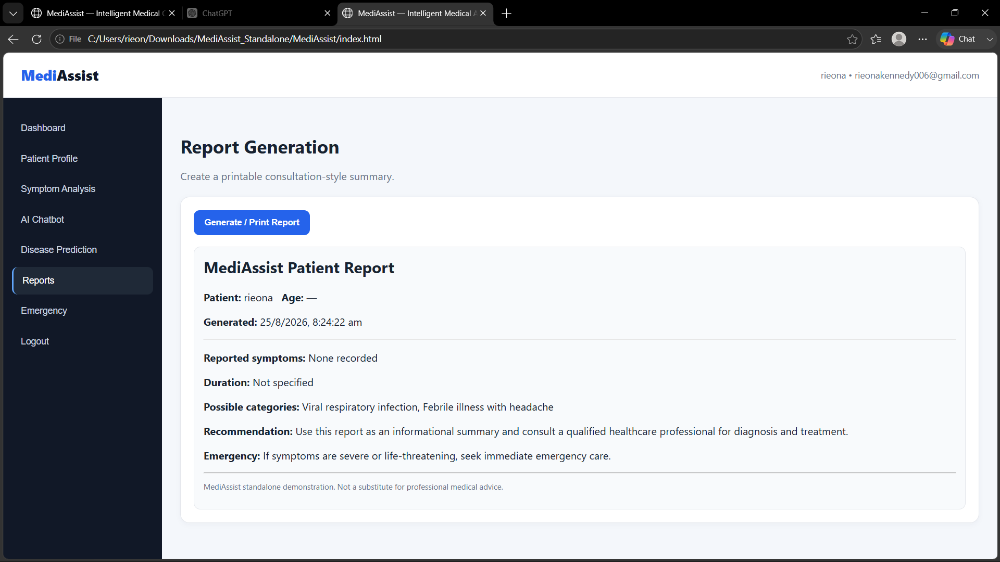 MediAssist — Intelligent Medical
ChatGPT
MediAssist — Intelligent Medical
File C:/Users/rieon/Downloads/MediAssist_Standalone/MediAssist/index.html
Chat
MediAssist
rieona • rieonakennedy006@gmail.com
Dashboard
Patient Profile
Symptom Analysis
AI Chatbot
Disease Prediction
Reports
Emergency
Logout
Report Generation
Create a printable consultation-style summary.
Generate / Print Report
MediAssist Patient Report
Patient: rieona Age: —
Generated: 25/8/2026, 8:24:22 am
Reported symptoms: None recorded
Duration: Not specified
Possible categories: Viral respiratory infection, Febrile illness with headache
Recommendation: Use this report as an informational summary and consult a qualified healthcare professional for diagnosis and treatment.
Emergency: If symptoms are severe or life-threatening, seek immediate emergency care.
MediAssist standalone demonstration. Not a substitute for professional medical advice.